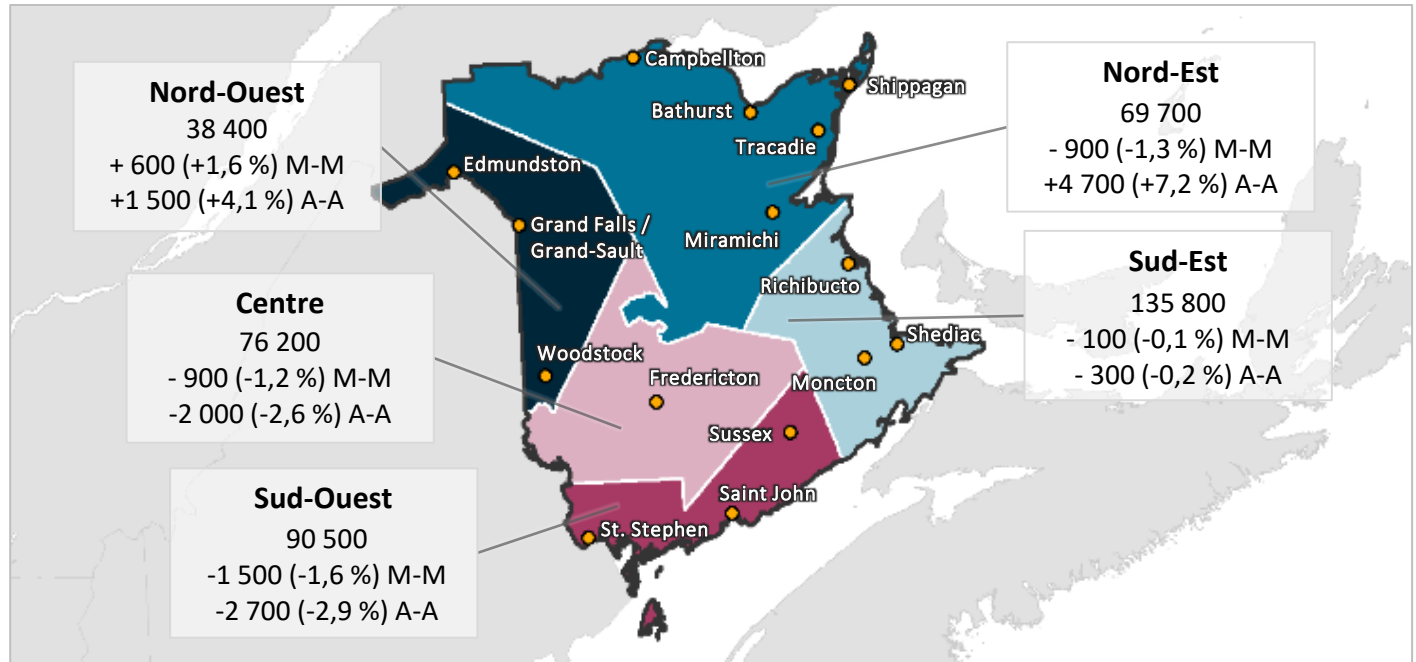 Nord-Ouest
38 400
+ 600 (+1,6 %) M-M
+1 500 (+4,1 %) A-A
Centre
76 200
- 900 (-1,2 %) M-M
-2 000 (-2,6 %) A-A
Sud-Ouest
90 500
-1 500 (-1,6 %) M-M
-2 700 (-2,9 %) A-A
Campbellton
Bathurst
Shippagan
Tracadie
Edmundston
Miramichi
Grand Falls /
Grand-Sault
Richibucto
Shediac
Woodstock
Moncton
Fredericton
Sussex
Saint John
St. Stephen
Nord-Est
69 700
- 900 (-1,3 %) M-M
+4 700 (+7,2 %) A-A
Sud-Est
135 800
- 100 (-0,1 %) M-M
- 300 (-0,2 %) A-A